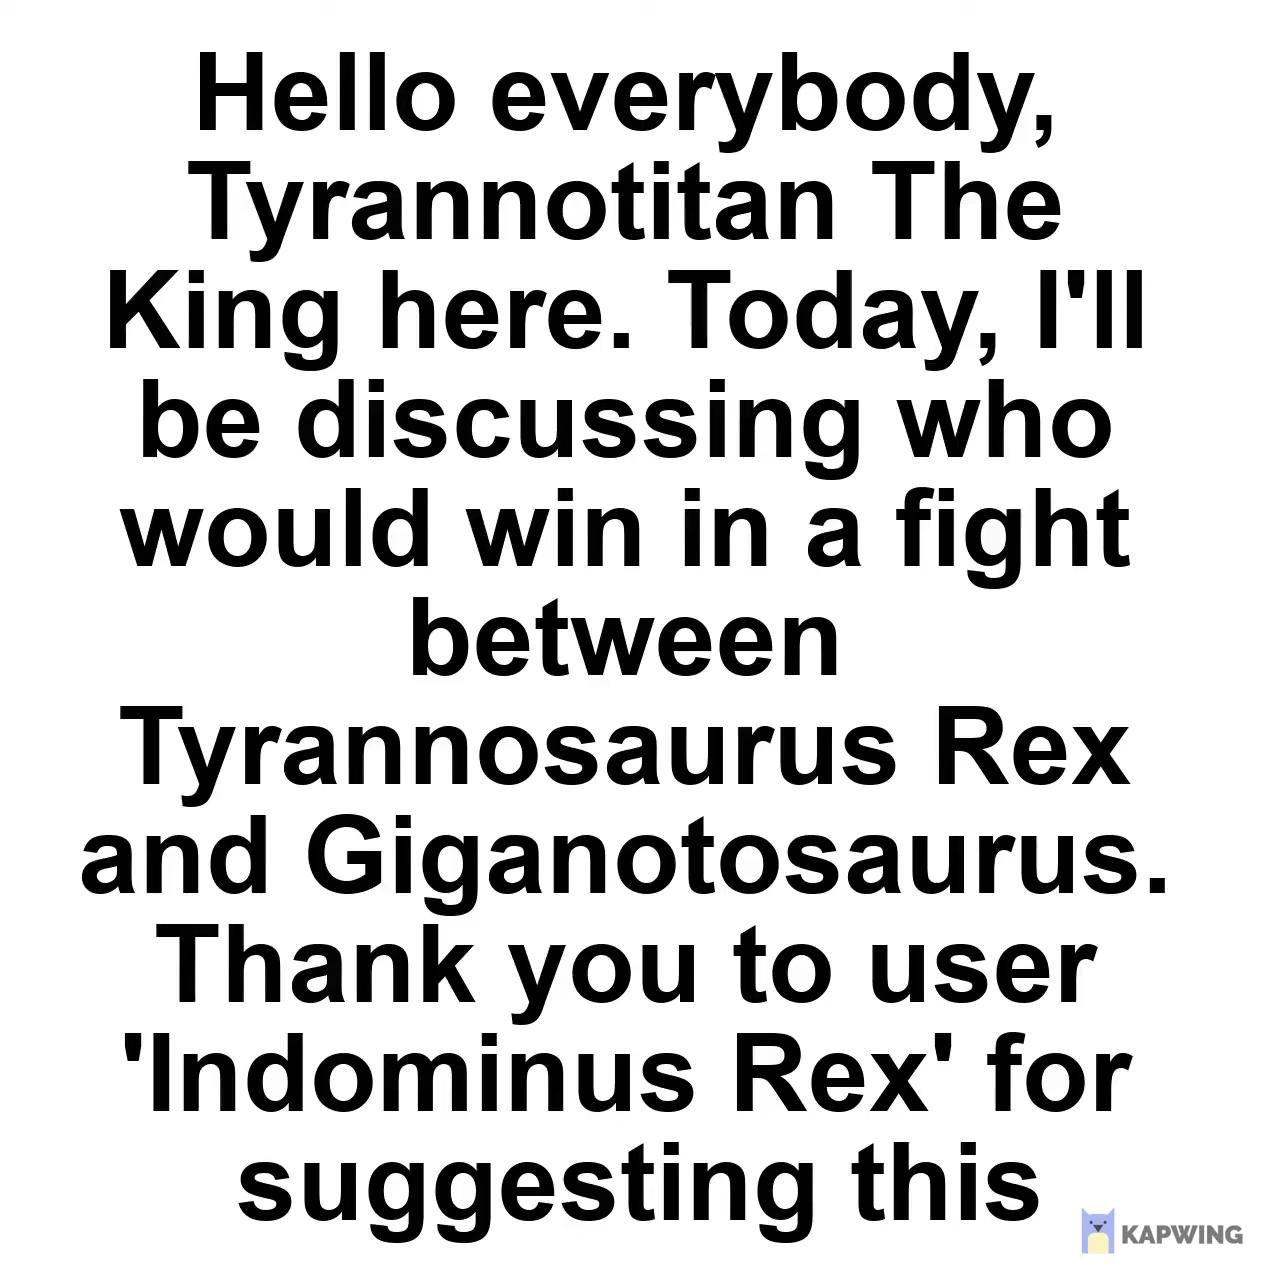 Hello everybody,
Tyrannotitan The
King here. Today, I'll
be discussing who
would win in a fight
between
Tyrannosaurus Rex
and Giganotosaurus.
Thank you to user
'Indominus Rex' for
suggesting this
KAPWING